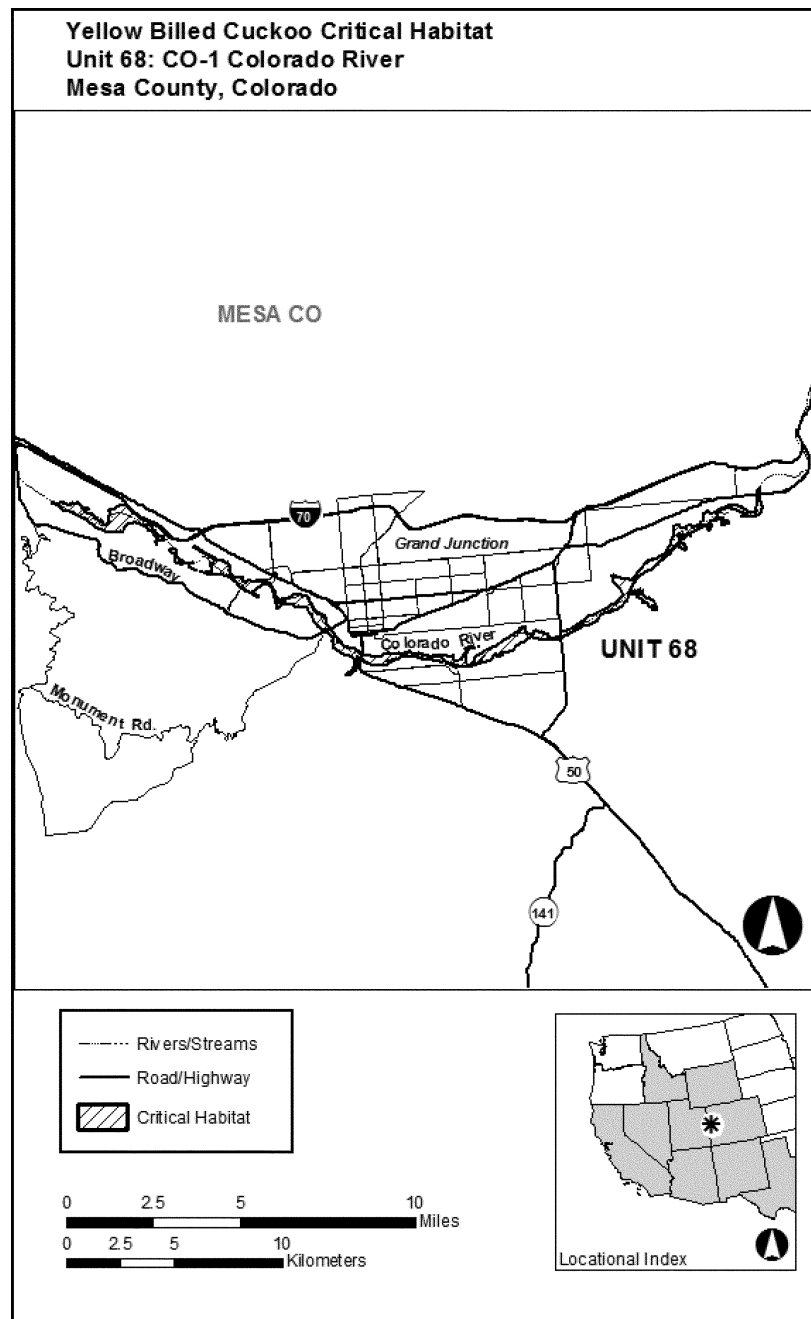 Yellow Billed Cuckoo Critical Habitat
Unit 68: CO-1 Colorado River
Mesa County, Colorado
MESA CO
70
Grand Junction
Broadway
Colorado River
UNIT 68
Monument Rd.
50
141
Rivers/Streams
Road/Highway
Critical Habitat
0 2.5 5 10
Miles
0 2.5 5 10
Kilometers
Locational Index